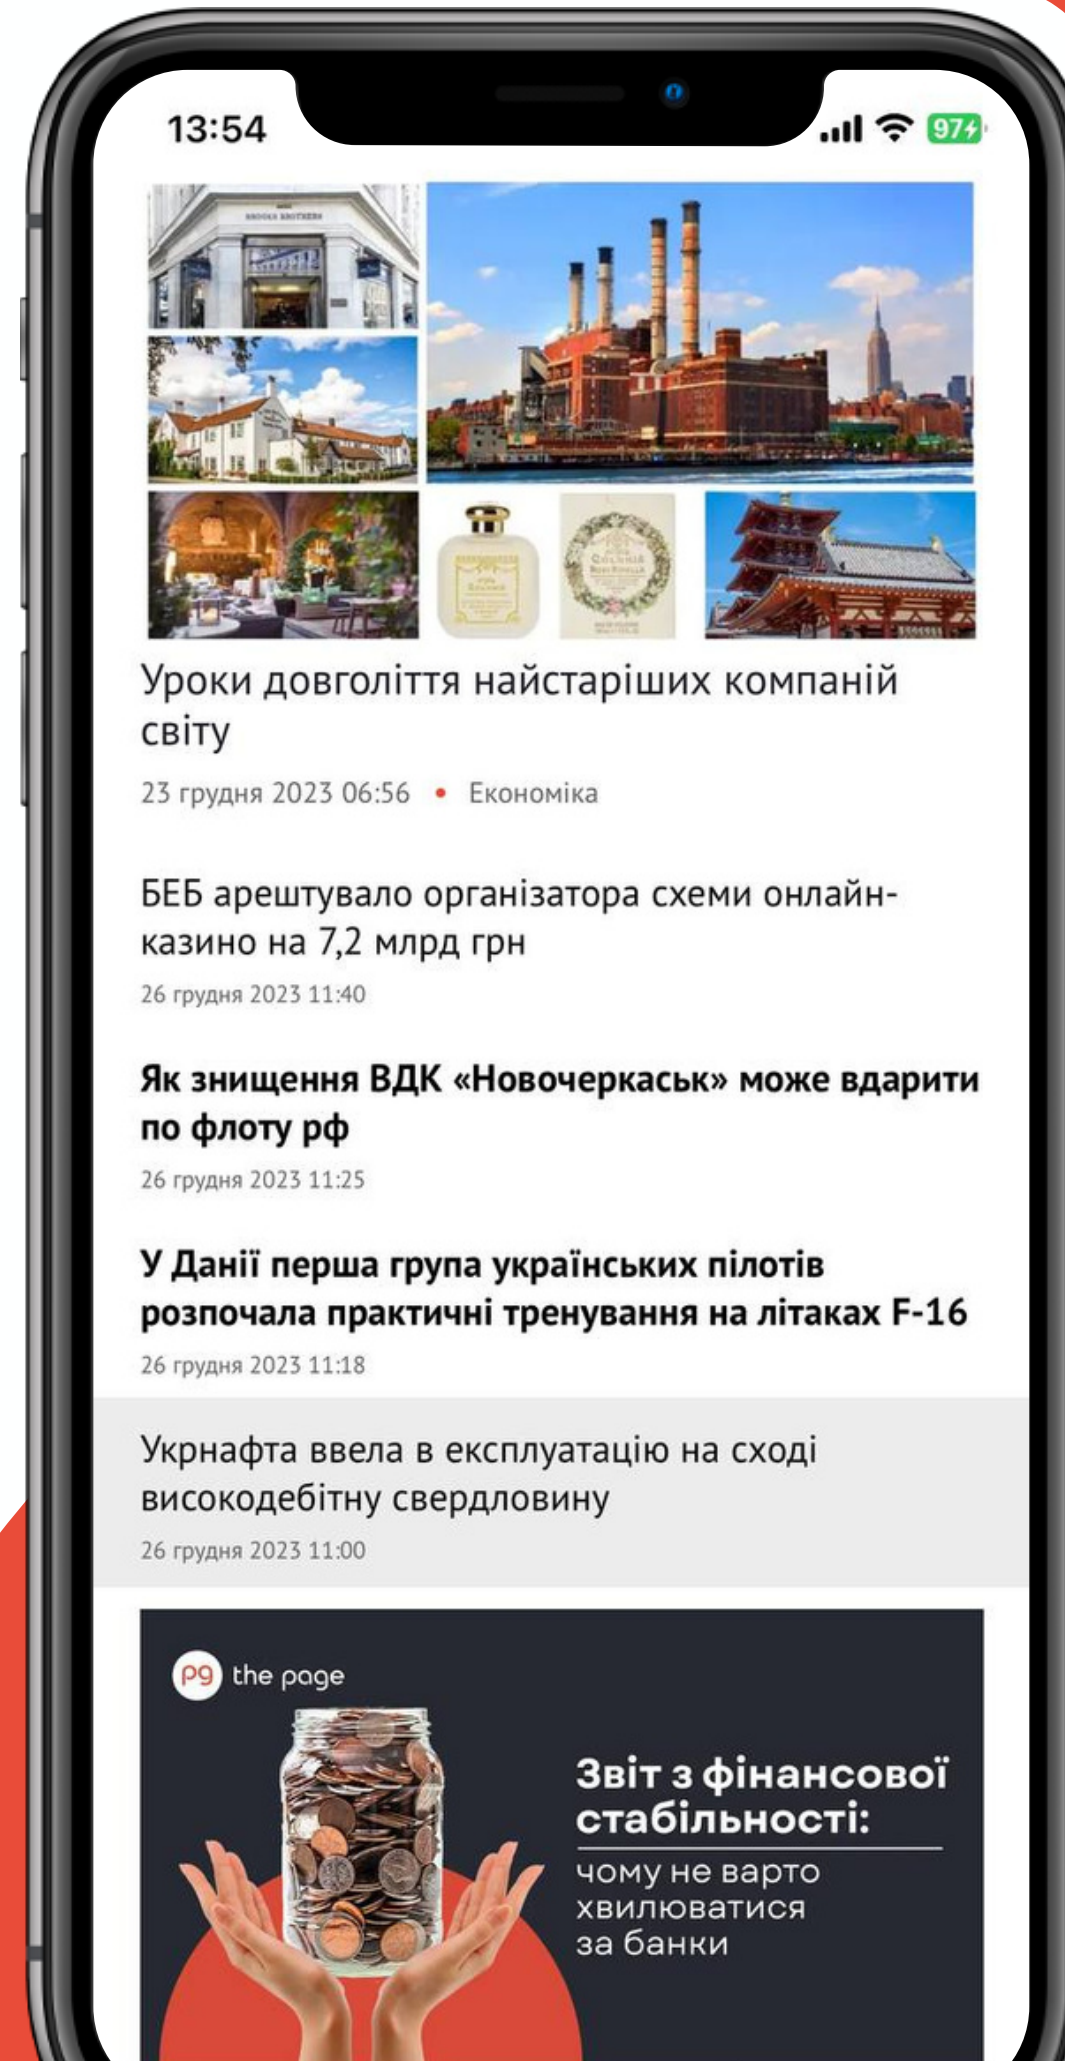 13:54
97
BROOKS BROTHERS
Уроки довголіття найстаріших компаній
світу
23 грудня 2023 06:56 • Економіка
БЕБ арештувало організатора схеми онлайн-
казино на 7,2 млрд грн
26 грудня 2023 11:40
Як знищення ВДК «Новочеркаськ» може вдарити
по флоту рф
26 грудня 2023 11:25
У Данії перша група українських пілотів
розпочала практичні тренування на літаках F-16
26 грудня 2023 11:18
Укрнафта ввела в експлуатацію на сході
високодебітну свердловину
26 грудня 2023 11:00
pg the page
Звіт з фінансової
стабільності:
чому не варто
хвилюватися
за банки